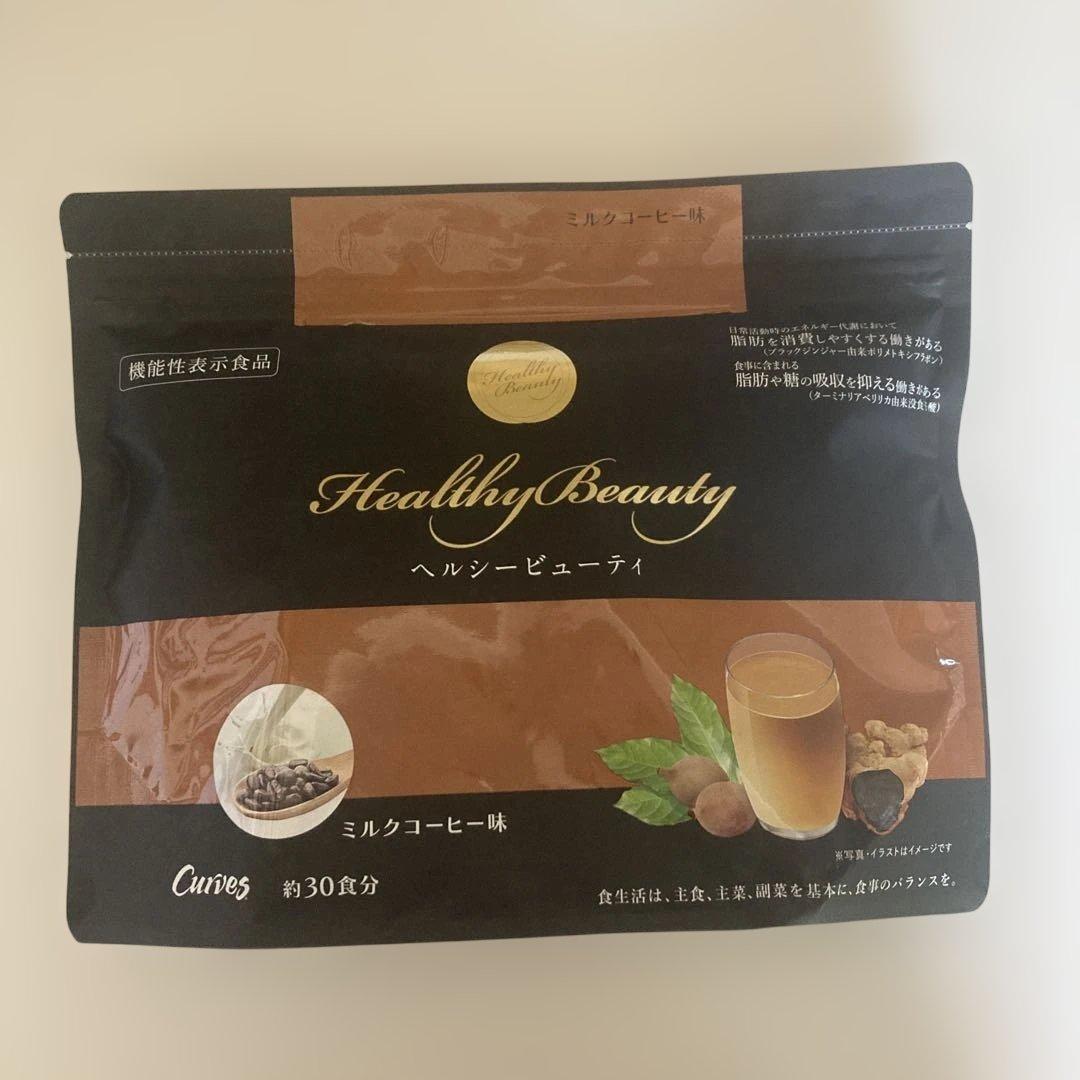 ミルクコーヒー味
機能性表示食品
日常活動時のエネルギー代謝において
脂肪を消費しやすくする働きがある
(ブラックジンジャー由来ポリメトキシフラボン)
食事に含まれる
脂肪や糖の吸収を抑える働きがある
(ターミナリアベリリカ由来没食子酸)
Healthy
Beauty
Healthy Beauty
ヘルシービューティ
ミルクコーヒー味
※写真・イラストはイメージです
Curves
約30食分
食生活は、主食、主菜、副菜を基本に、食事のバランスを。